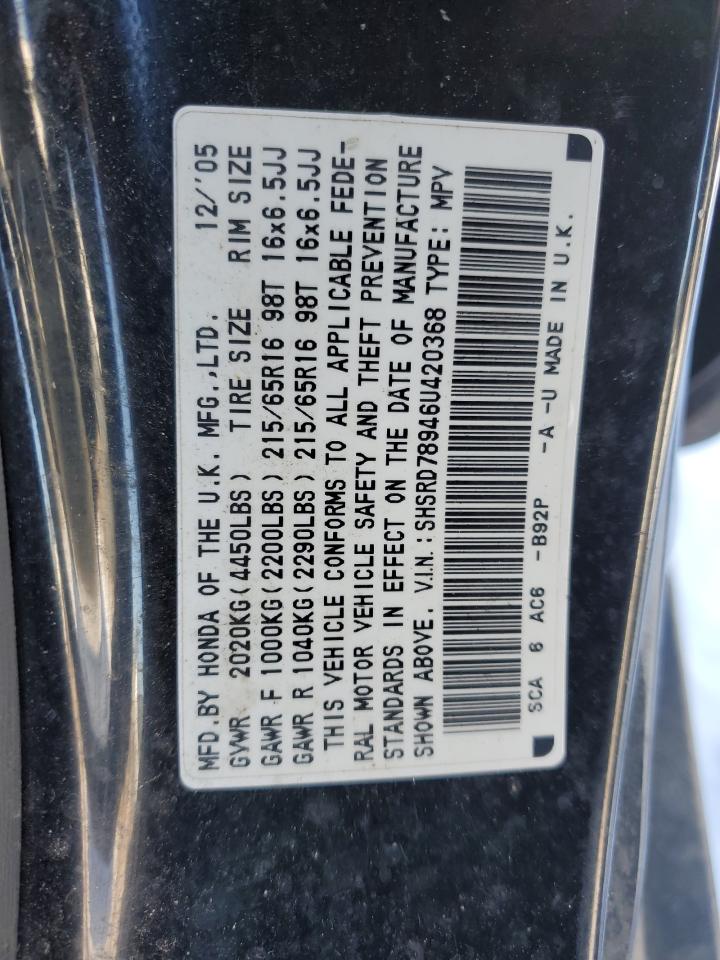 MFD.BY HONDA OF THE U.K. MFG.,LTD. 12/'05
GVWR 2020KG(4450LBS) TIRE SIZE RIM SIZE
GAWR F 1000KG(2200LBS) 215/65R16 98T 16x6.5JJ
GAWR R 1040KG(2290LBS) 215/65R16 98T 16x6.5JJ
THIS VEHICLE CONFORMS TO ALL APPLICABLE FEDE-
RAL MOTOR VEHICLE SAFETY AND THEFT PREVENTION
STANDARDS IN EFFECT ON THE DATE OF MANUFACTURE
SHOWN ABOVE. V.I.N.:SHSRD78946U420368 TYPE: MPV
SCA 6 AC6 -B92P -A -U MADE IN U.K.